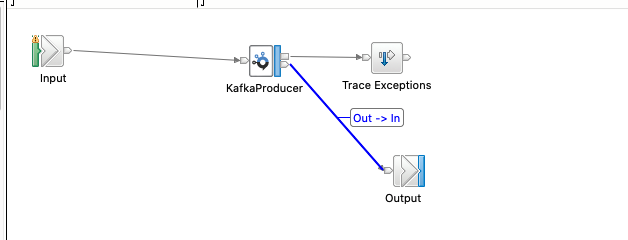 Input
KafkaProducer
Trace Exceptions
Out -> In
Output